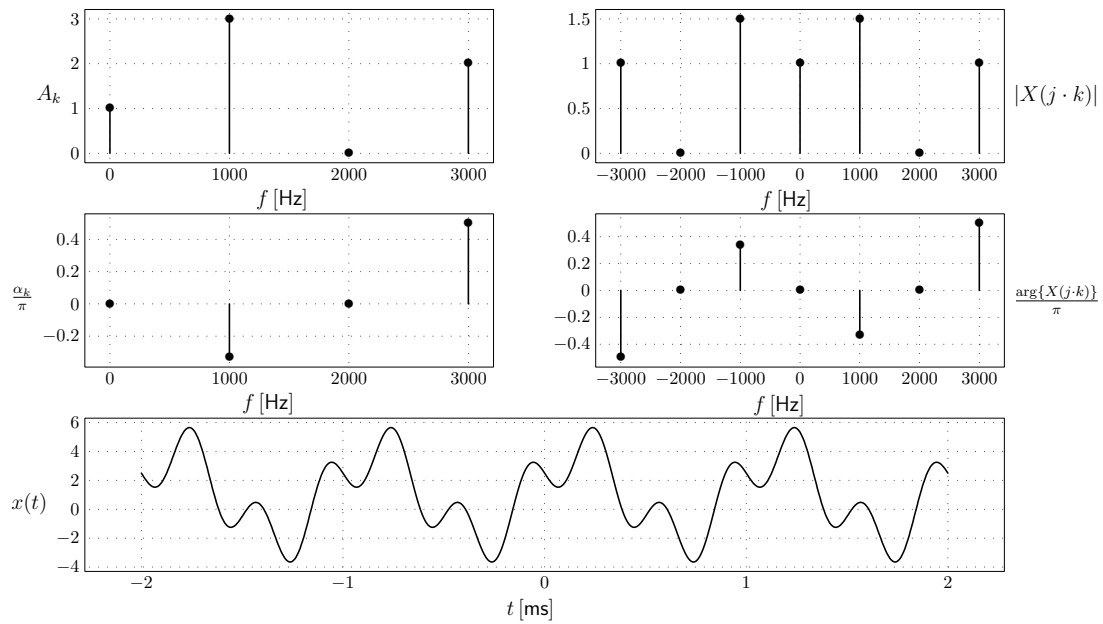 3
2
1
0
A_k
0 1000 2000 3000
f [Hz]
1.5
1
0.5
0
|X(j · k)|
−3000 −2000 −1000 0 1000 2000 3000
f [Hz]
0.4
0.2
0
−0.2
α_k/π
0 1000 2000 3000
f [Hz]
0.4
0.2
0
−0.2
−0.4
arg{X(j·k)}/π
−3000 −2000 −1000 0 1000 2000 3000
f [Hz]
6
4
2
0
−2
−4
x(t)
−2 −1 0 1 2
t [ms]